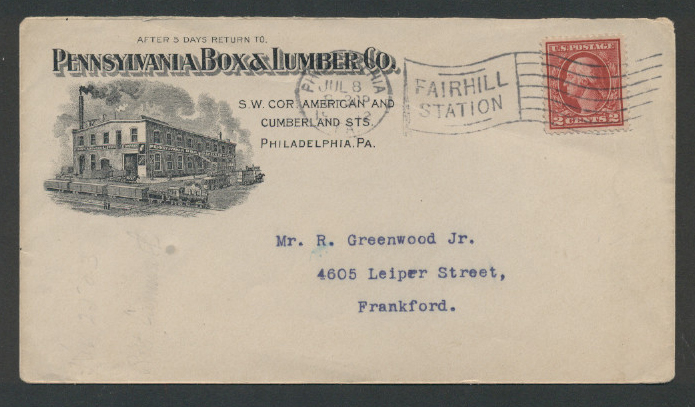 AFTER 5 DAYS RETURN TO.
PENNSYLVANIA BOX & LUMBER CO.
S.W. COR. AMERICAN AND
CUMBERLAND STS.
PHILADELPHIA, PA.
JUL 8
PA.
FAIRHILL
STATION
U.S. POSTAGE
2 CENTS 2
Mr. R. Greenwood Jr.
4605 Leiper Street,
Frankford.